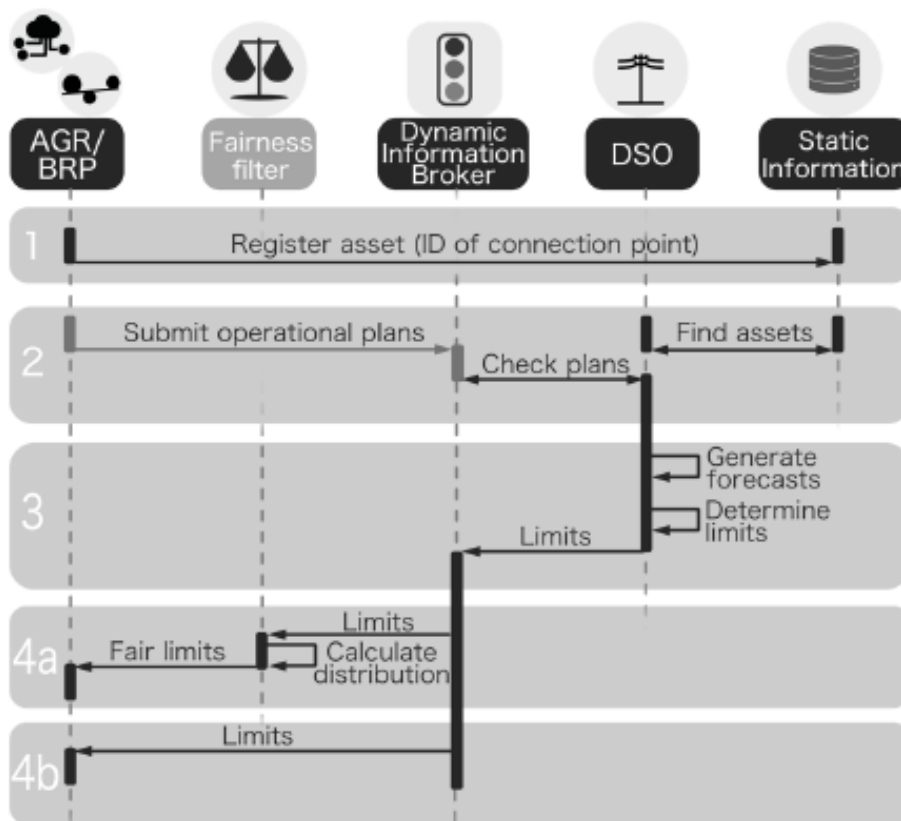 AGR/
BRP
Fairness
filter
Dynamic
Information
Broker
DSO
Static
Information
1
Register asset (ID of connection point)
2
Submit operational plans
Find assets
Check plans
3
Generate
forecasts
Determine
limits
Limits
4a
Limits
Fair limits
Calculate
distribution
4b
Limits